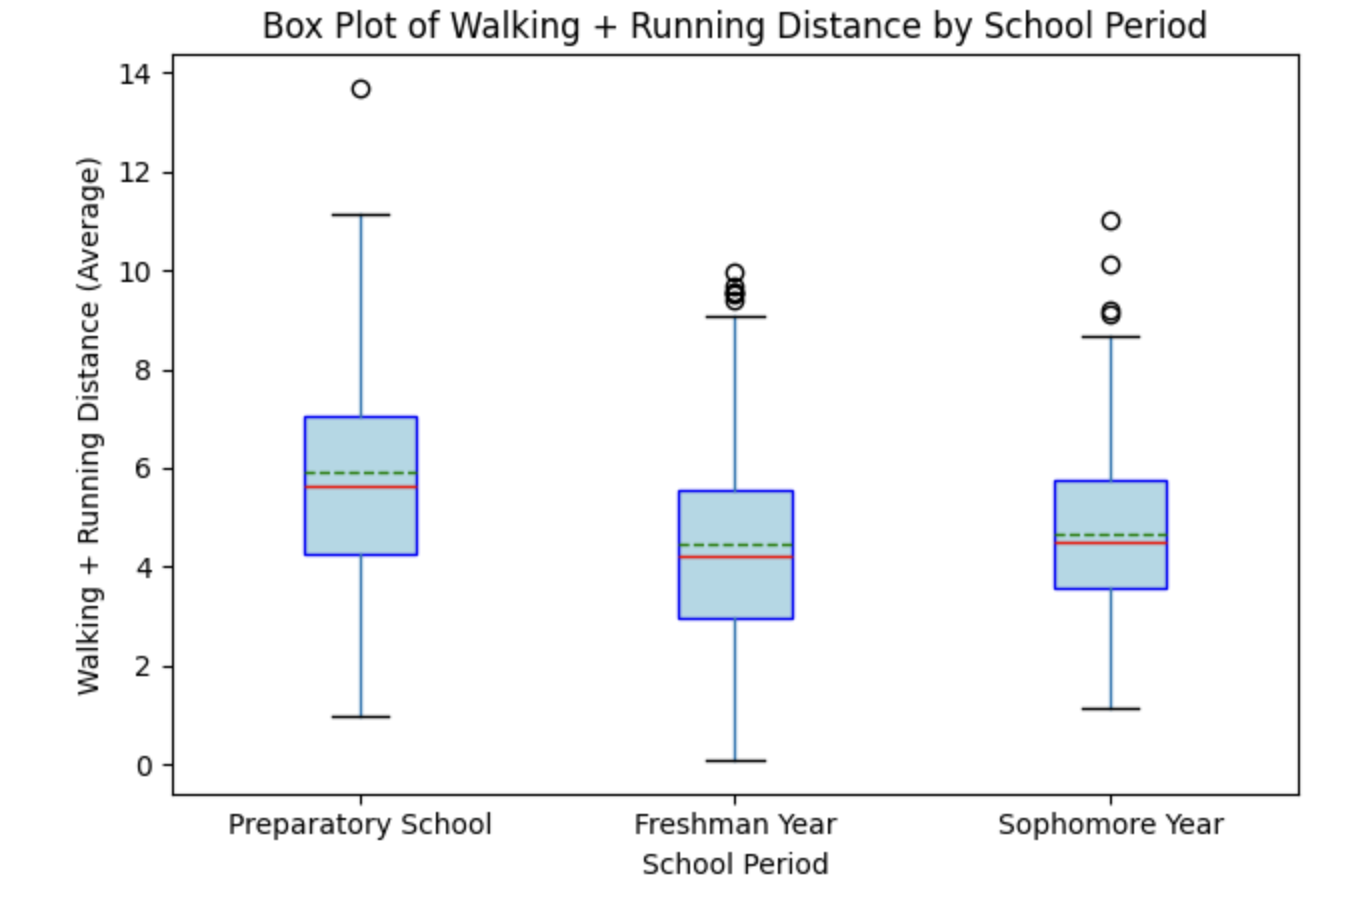 Box Plot of Walking + Running Distance by School Period
Walking + Running Distance (Average)
14
12
10
8
6
4
2
0
Preparatory School
Freshman Year
Sophomore Year
School Period